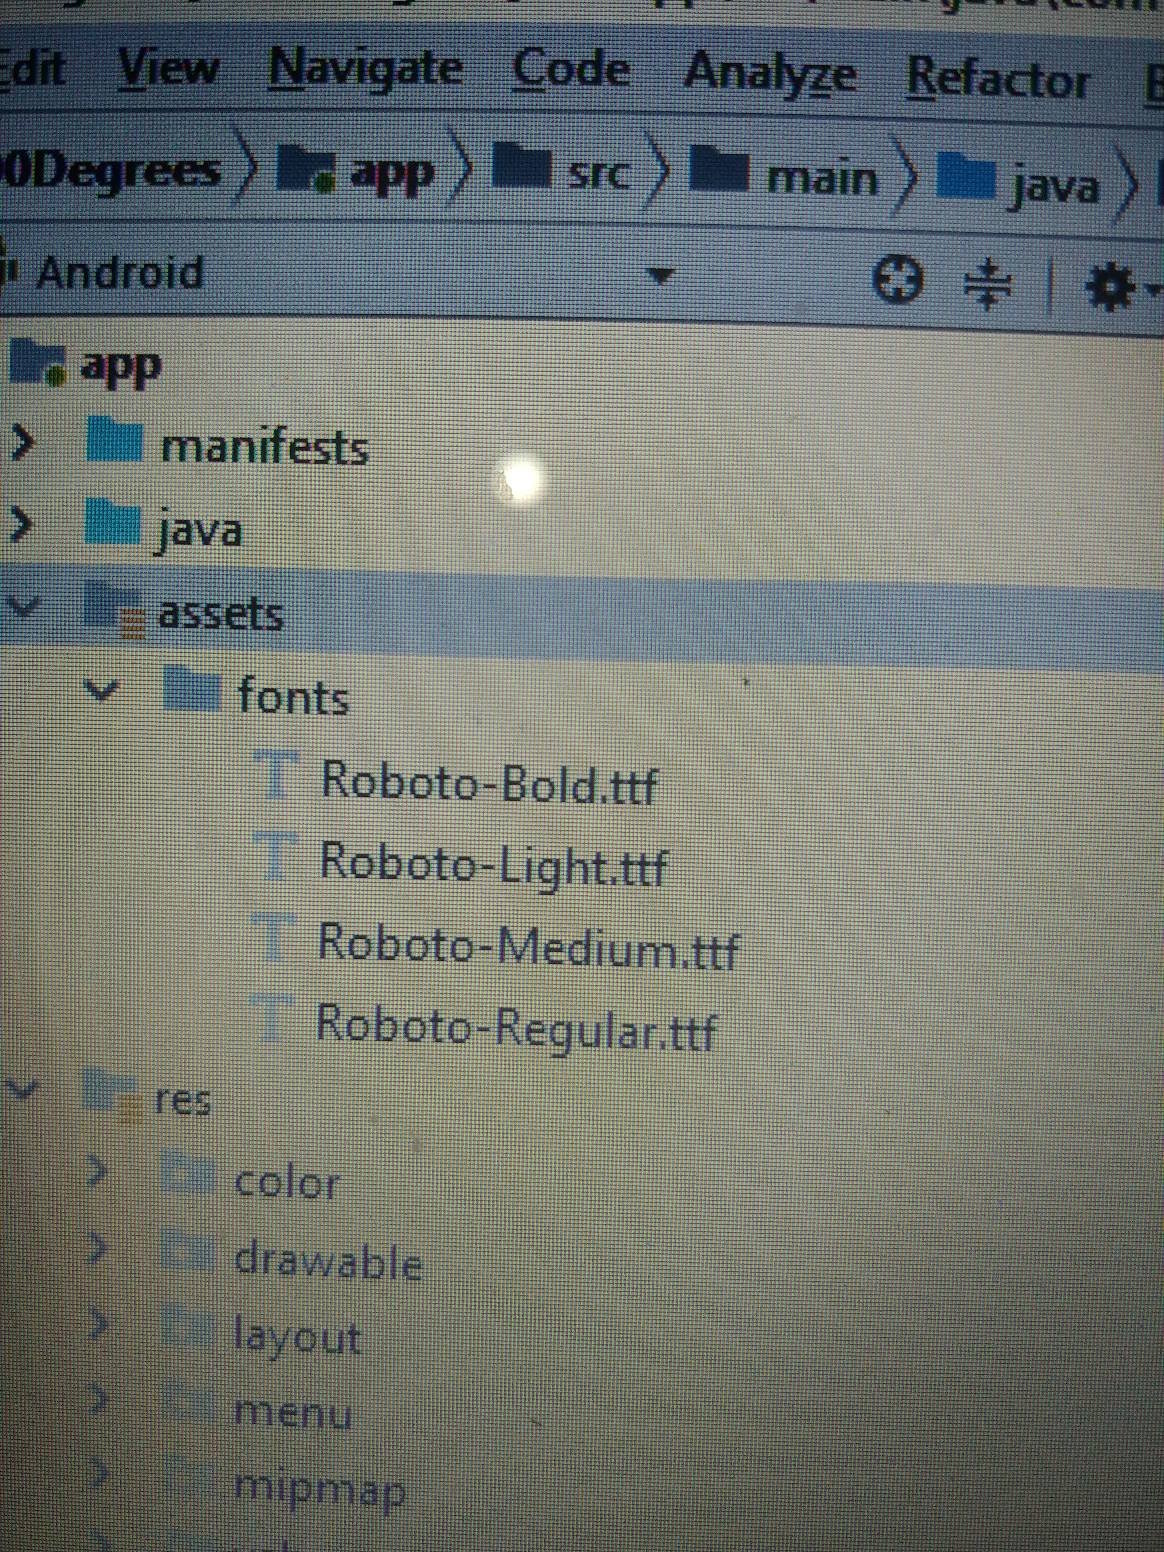 View Navigate Code Analyze Refactor
0Degrees app src main java
Android
app
manifests
java
assets
fonts
Roboto-Bold.ttf
Roboto-Light.ttf
Roboto-Medium.ttf
Roboto-Regular.ttf
res
color
drawable
layout
menu
mipmap